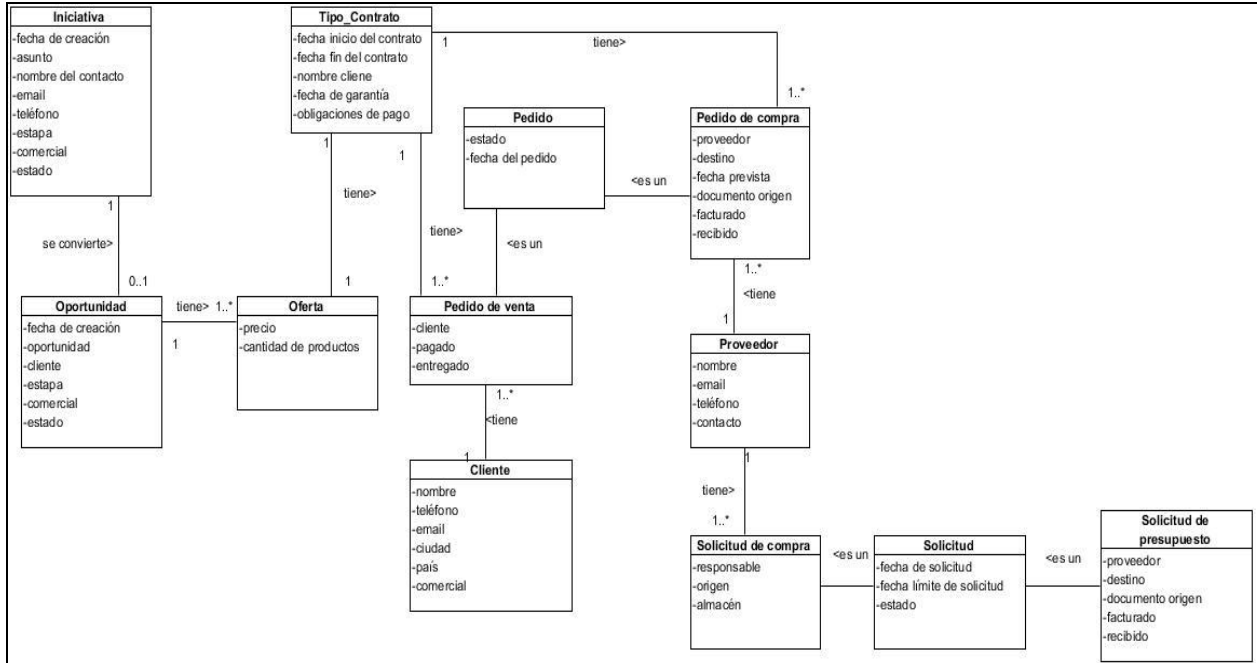 Iniciativa
-fecha de creación
-asunto
-nombre del contacto
-email
-teléfono
-estapa
-comercial
-estado
1
se convierte>
0..1
Tipo_Contrato
-fecha inicio del contrato
-fecha fin del contrato
-nombre cliene
-fecha de garantía
-obligaciones de pago
1
tiene>
1..*
1
tiene>
1
1
tiene>
1..*
Pedido
-estado
-fecha del pedido
<es un
<es un
Pedido de compra
-proveedor
-destino
-fecha prevista
-documento origen
-facturado
-recibido
1..*
<tiene
1
Oportunidad
-fecha de creación
-oportunidad
-cliente
-estapa
-comercial
-estado
tiene> 1..*
1
Oferta
-precio
-cantidad de productos
Pedido de venta
-cliente
-pagado
-entregado
1..*
<tiene
1
Cliente
-nombre
-teléfono
-email
-ciudad
-país
-comercial
Proveedor
-nombre
-email
-teléfono
-contacto
1
tiene>
1..*
Solicitud de compra
-responsable
-origen
-almacén
<es un
Solicitud
-fecha de solicitud
-fecha límite de solicitud
-estado
<es un
Solicitud de
presupuesto
-proveedor
-destino
-documento origen
-facturado
-recibido